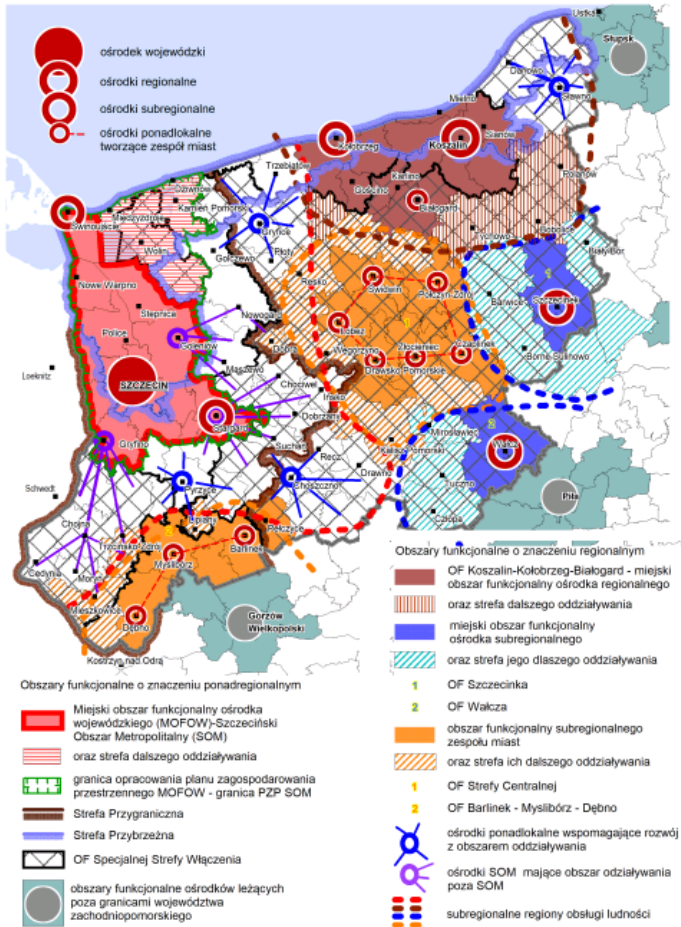 ośrodek wojewódzki
ośrodki regionalne
ośrodki subregionalne
ośrodki ponadlokalne
tworzące zespół miast
Ustka
Słupsk
Darłowo
Sławno
Mielno
Sianów
Koszalin
Kołobrzeg
Polanów
Trzebiatów
Karlino
Gościno
Białogard
Dziwnów
Kamień Pomorski
Międzyzdroje
Świnoujście
Gryfice
Tychowo
Bobolice
Biały Bór
Wolin
Golczewo
Płoty
Resko
Świdwin
Połczyn-Zdrój
Barwice
Szczecinek
1
Nowe Warpno
Stepnica
Nowogard
Łobez
1
Police
Goleniów
Dobra
Węgorzyno
Złocieniec
Czaplinek
Borne Sulinowo
Maszewo
Drawsko Pomorskie
Loeknitz
SZCZECIN
Chociwel
Ińsko
Stargard
Dobrzany
Mirosławiec
2
Gryfino
Suchań
Kalisz Pomorski
Wałcz
Recz
Drawno
Schwedt
Pyrzyce
Choszczno
Tuczno
Piła
Człopa
Chojna
Lipiany
Pełczyce
Trzcińsko-Zdrój
2
Barlinek
Cedynia
Moryń
Myślibórz
Mieszkowice
Dębno
Gorzów
Wielkopolski
Kostrzyn nad Odrą
Obszary funkcjonalne o znaczeniu ponadregionalnym
Miejski obszar funkcjonalny ośrodka
wojewódzkiego (MOFOW)-Szczeciński
Obszar Metropolitalny (SOM)
oraz strefa dalszego oddziaływania
granica opracowania planu zagospodarowania
przestrzennego MOFOW - granica PZP SOM
Strefa Przygraniczna
Strefa Przybrzeżna
OF Specjalnej Strefy Włączenia
obszary funkcjonalne ośrodków leżących
poza granicami województwa
zachodniopomorskiego
Obszary funkcjonalne o znaczeniu regionalnym
OF Koszalin-Kołobrzeg-Białogard - miejski
obszar funkcjonalny ośrodka regionalnego
oraz strefa dalszego oddziaływania
miejski obszar funkcjonalny
ośrodka subregionalnego
oraz strefa jego dlaszego oddziaływania
1 OF Szczecinka
2 OF Wałcza
obszar funkcjonalny subregionalnego
zespołu miast
oraz strefa ich dalszego oddziaływania
1 OF Strefy Centralnej
2 OF Barlinek - Myslibórz - Dębno
ośrodki ponadlokalne wspomagające rozwój
z obszarem oddziaływania
ośrodki SOM mające obszar odziaływania
poza SOM
subregionalne regiony obsługi ludności